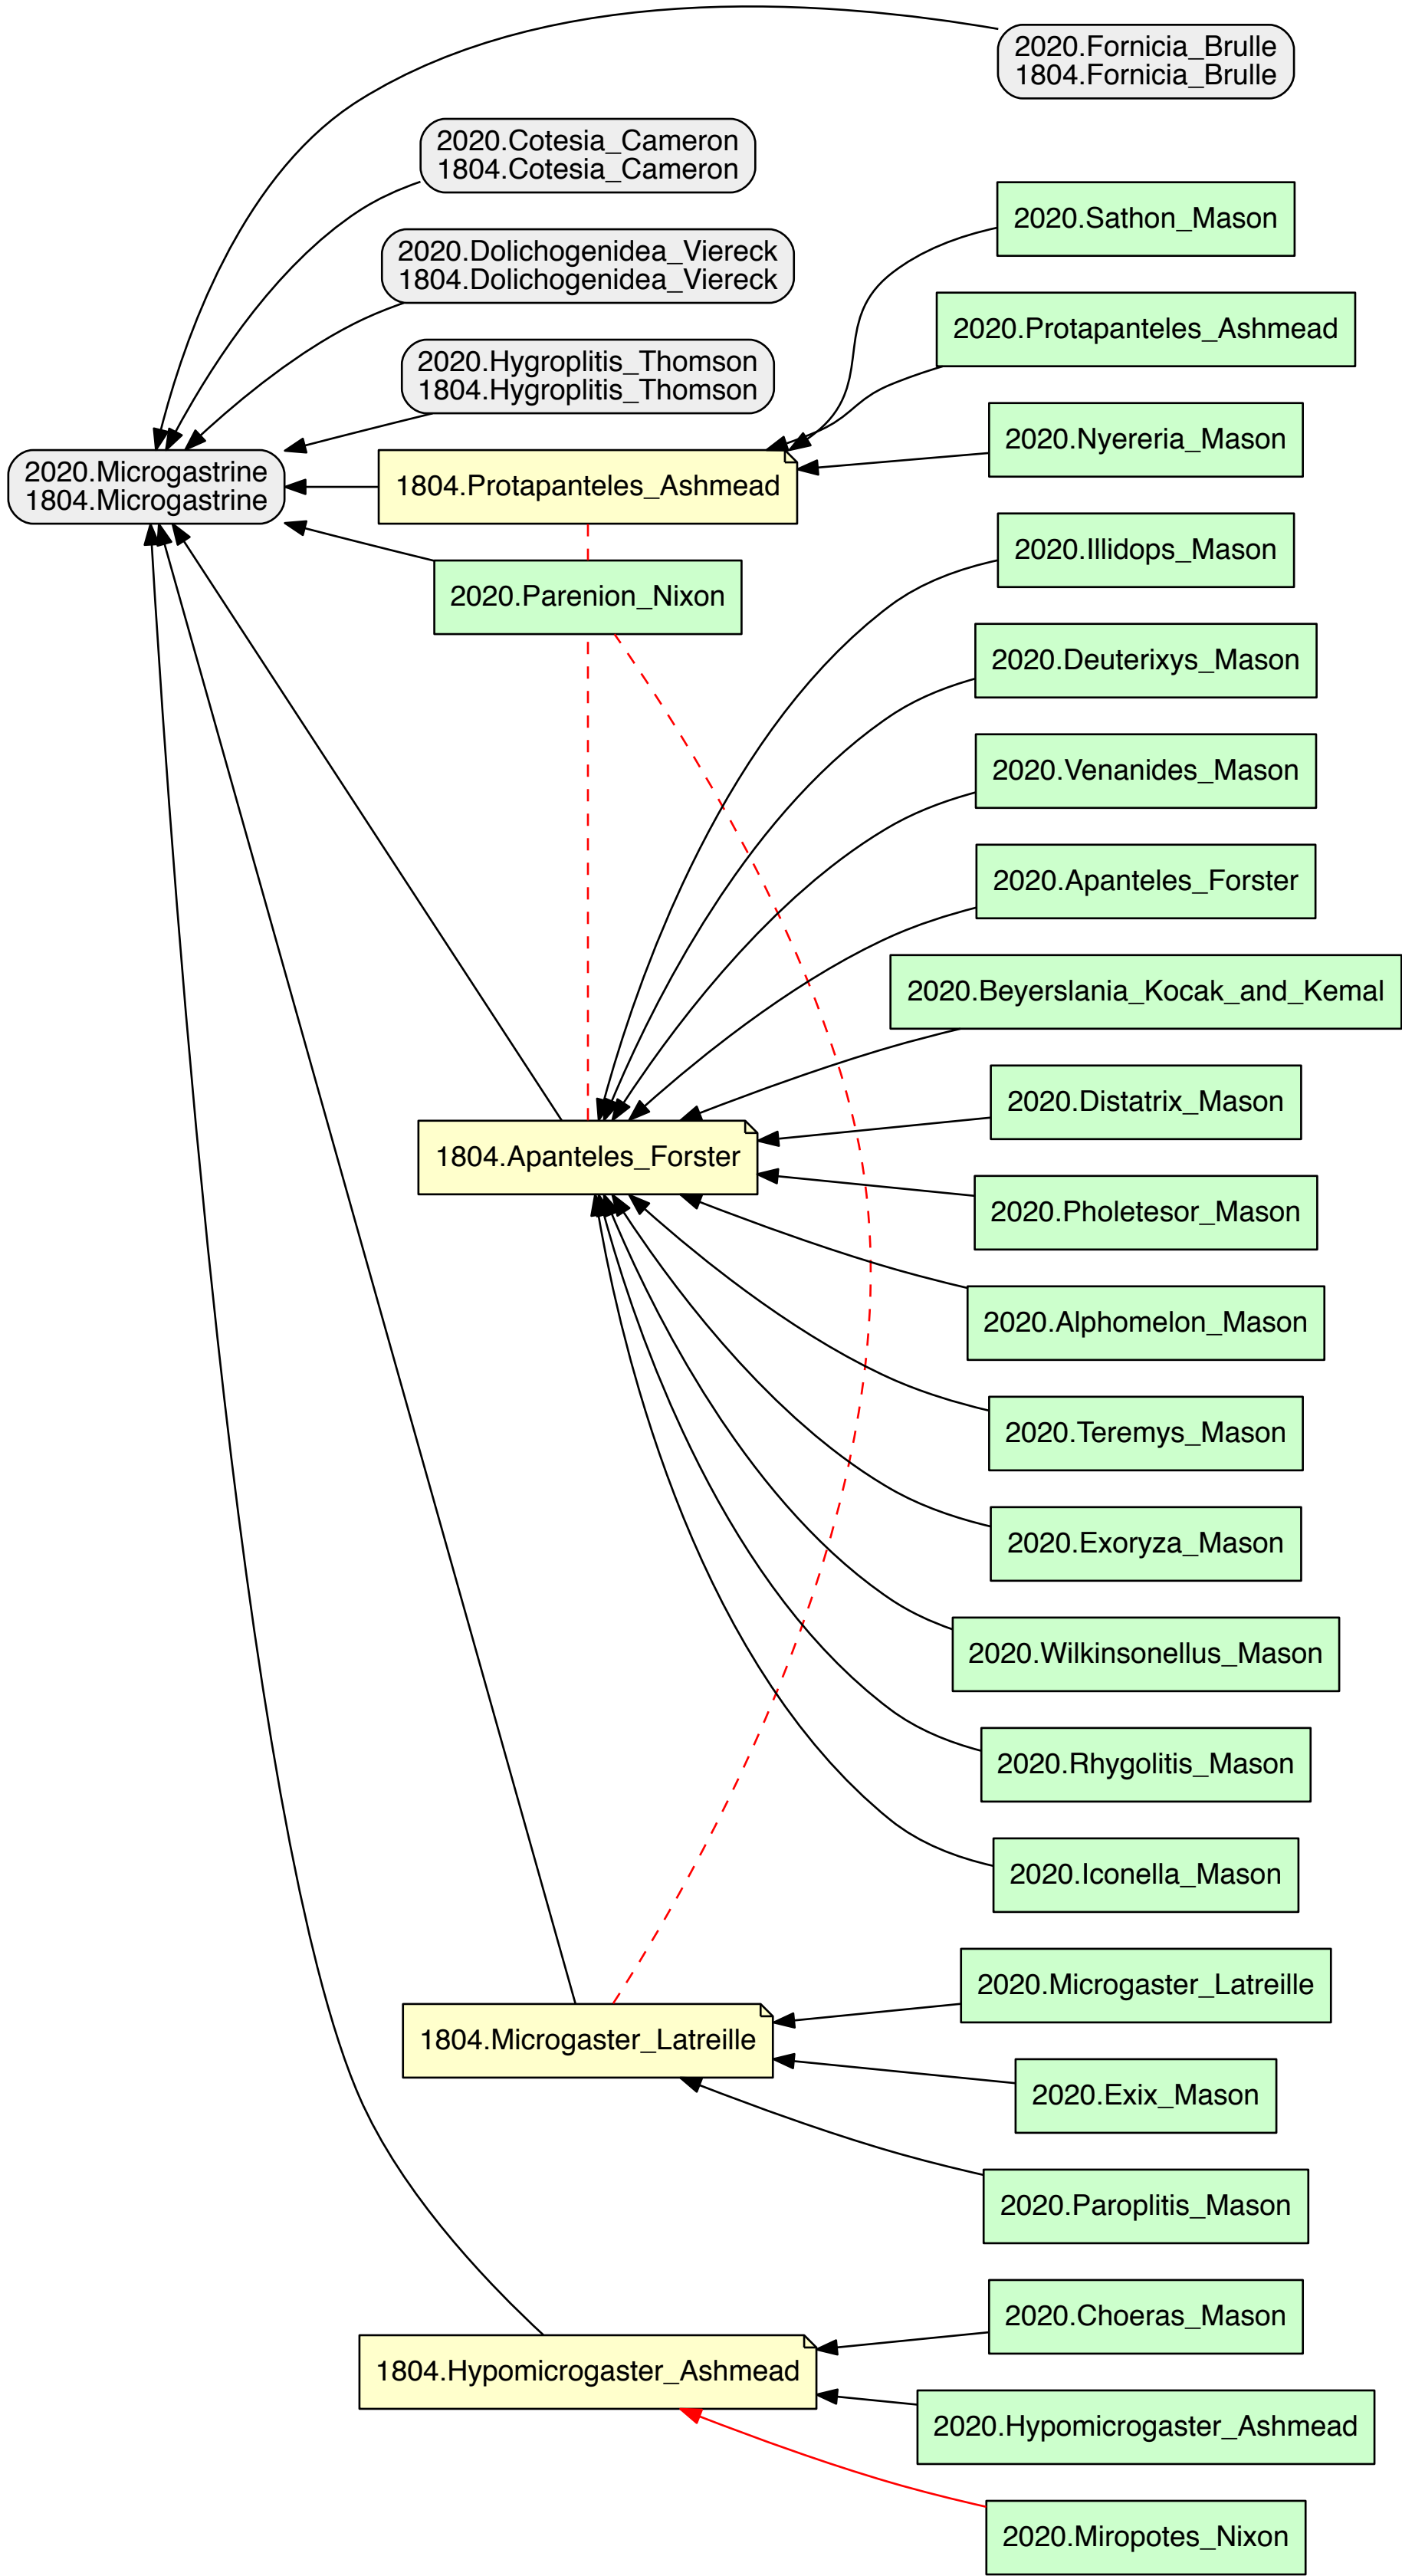 2020.Fornicia_Brulle
1804.Fornicia_Brulle
2020.Cotesia_Cameron
1804.Cotesia_Cameron
2020.Sathon_Mason
2020.Dolichogenidea_Viereck
1804.Dolichogenidea_Viereck
2020.Protapanteles_Ashmead
2020.Hygroplitis_Thomson
1804.Hygroplitis_Thomson
2020.Nyereria_Mason
2020.Microgastrine
1804.Microgastrine
1804.Protapanteles_Ashmead
2020.Illidops_Mason
2020.Parenion_Nixon
2020.Deuterixys_Mason
2020.Venanides_Mason
2020.Apanteles_Forster
2020.Beyerslania_Kocak_and_Kemal
2020.Distatrix_Mason
1804.Apanteles_Forster
2020.Pholetesor_Mason
2020.Alphomelon_Mason
2020.Teremys_Mason
2020.Exoryza_Mason
2020.Wilkinsonellus_Mason
2020.Rhygolitis_Mason
2020.Iconella_Mason
2020.Microgaster_Latreille
1804.Microgaster_Latreille
2020.Exix_Mason
2020.Paroplitis_Mason
2020.Choeras_Mason
1804.Hypomicrogaster_Ashmead
2020.Hypomicrogaster_Ashmead
2020.Miropotes_Nixon